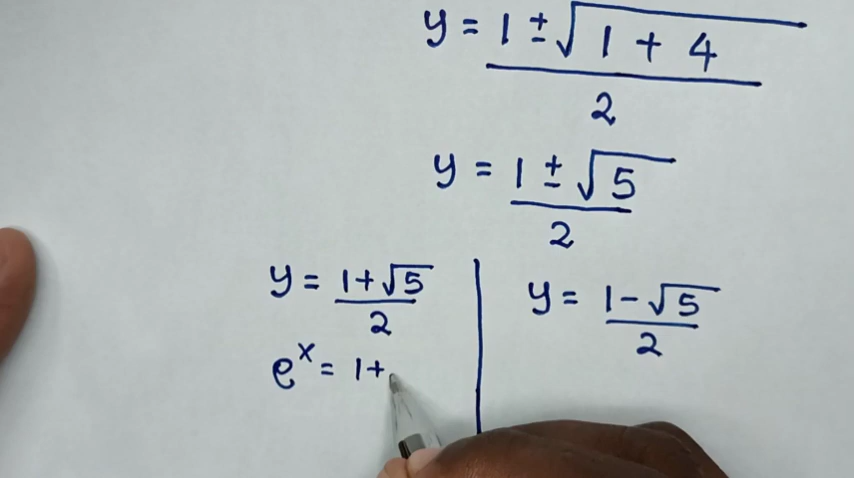 y = (1 ± √(1 + 4))/2
y = (1 ± √5)/2
y = (1+√5)/2
y = (1-√5)/2
e^x = 1+